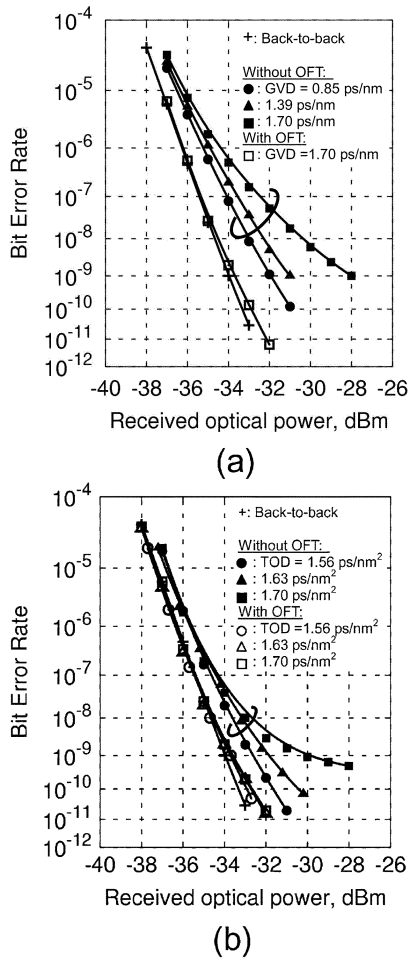 +: Back-to-back
Without OFT:
●: GVD = 0.85 ps/nm
▲: 1.39 ps/nm
■: 1.70 ps/nm
With OFT:
□: GVD =1.70 ps/nm
10⁻⁴
10⁻⁵
10⁻⁶
10⁻⁷
10⁻⁸
10⁻⁹
10⁻¹⁰
10⁻¹¹
10⁻¹²
Bit Error Rate
-40 -38 -36 -34 -32 -30 -28 -26
Received optical power, dBm
(a)
+: Back-to-back
Without OFT:
●: TOD = 1.56 ps/nm²
▲: 1.63 ps/nm²
■: 1.70 ps/nm²
With OFT:
○: TOD =1.56 ps/nm²
△: 1.63 ps/nm²
□: 1.70 ps/nm²
10⁻⁴
10⁻⁵
10⁻⁶
10⁻⁷
10⁻⁸
10⁻⁹
10⁻¹⁰
10⁻¹¹
10⁻¹²
Bit Error Rate
-40 -38 -36 -34 -32 -30 -28 -26
Received optical power, dBm
(b)